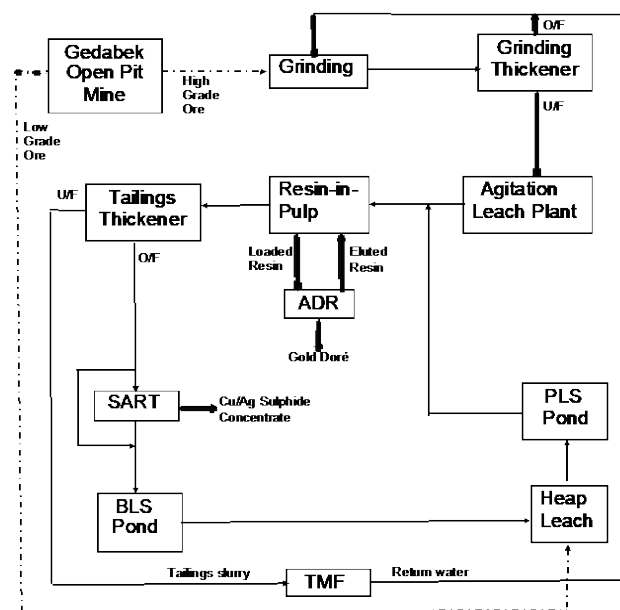 Gedabek
Open Pit
Mine
High
Grade
Ore
Grinding
O/F
Grinding
Thickener
U/F
Low
Grade
Ore
U/F
Tailings
Thickener
O/F
Resin-in-
Pulp
Agitation
Leach Plant
Loaded
Resin
Eluted
Resin
ADR
Gold Doré
SART
Cu/Ag Sulphide
Concentrate
PLS
Pond
BLS
Pond
Heap
Leach
Tailings slurry
TMF
Return water